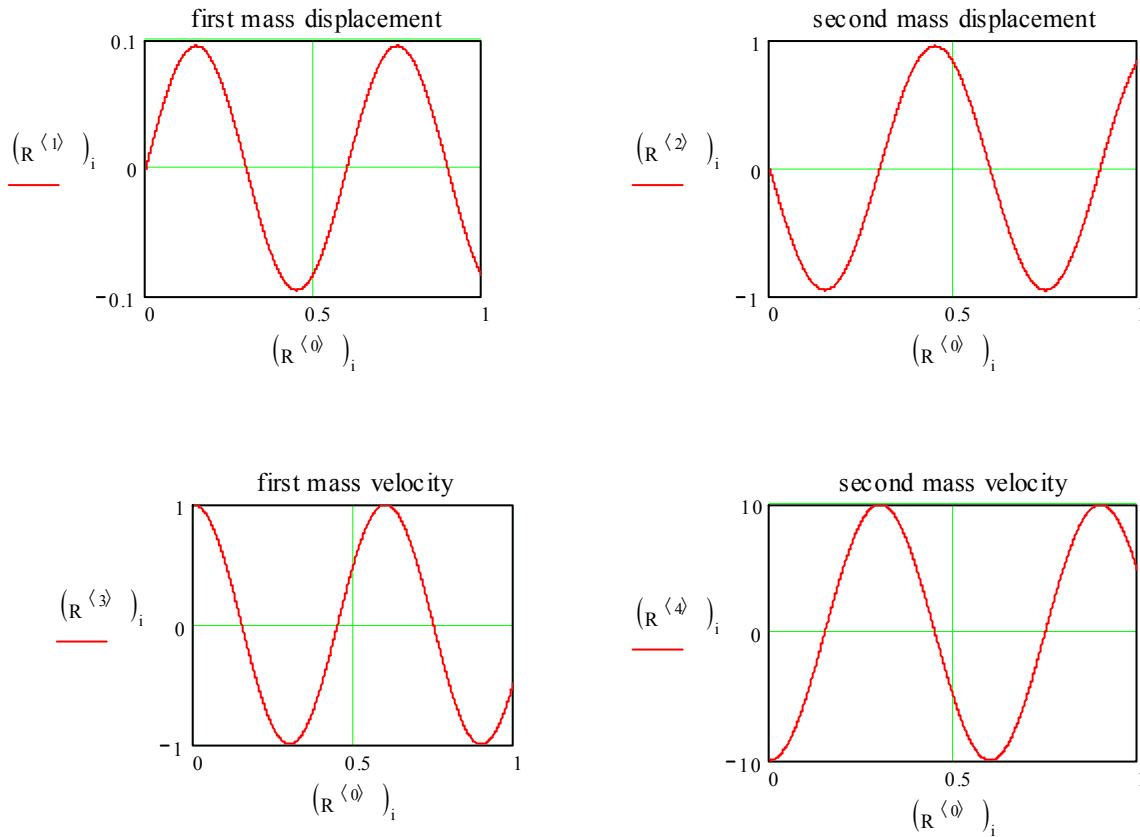 first mass displacement
0.1
(R⟨1⟩)i
0
−0.1
0 0.5 1
(R⟨0⟩)i
second mass displacement
1
(R⟨2⟩)i
0
−1
0 0.5 1
(R⟨0⟩)i
first mass velocity
1
(R⟨3⟩)i
0
−1
0 0.5 1
(R⟨0⟩)i
second mass velocity
10
(R⟨4⟩)i
0
−10
0 0.5 1
(R⟨0⟩)i